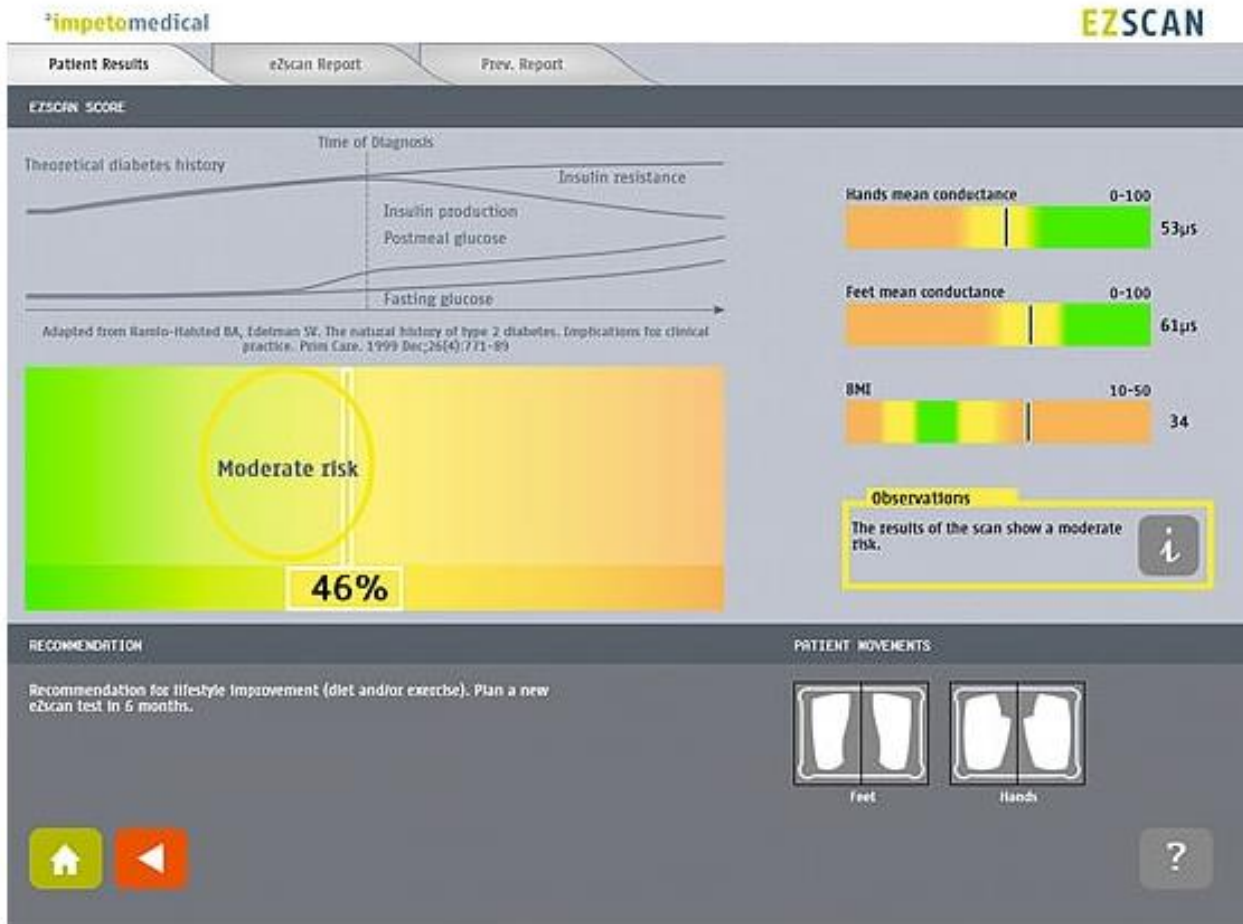 ²impetomedical
EZSCAN
Patient Results
eZscan Report
Prev. Report
EZSCAN SCORE
Time of Diagnosis
Theoretical diabetes history
Insulin resistance
Insulin production
Postmeal glucose
Fasting glucose
Adapted from Ramlo-Halsted BA, Edelman SV. The natural history of type 2 diabetes. Implications for clinical
practice. Prim Care. 1999 Dec;26(4):771-89
Moderate risk
46%
Hands mean conductance 0-100
53µS
Feet mean conductance 0-100
61µS
BMI 10-50
34
Observations
The results of the scan show a moderate
risk.
i
RECOMMENDATION
Recommendation for lifestyle improvement (diet and/or exercise). Plan a new
eZscan test in 6 months.
PATIENT MOVEMENTS
Feet
Hands
?